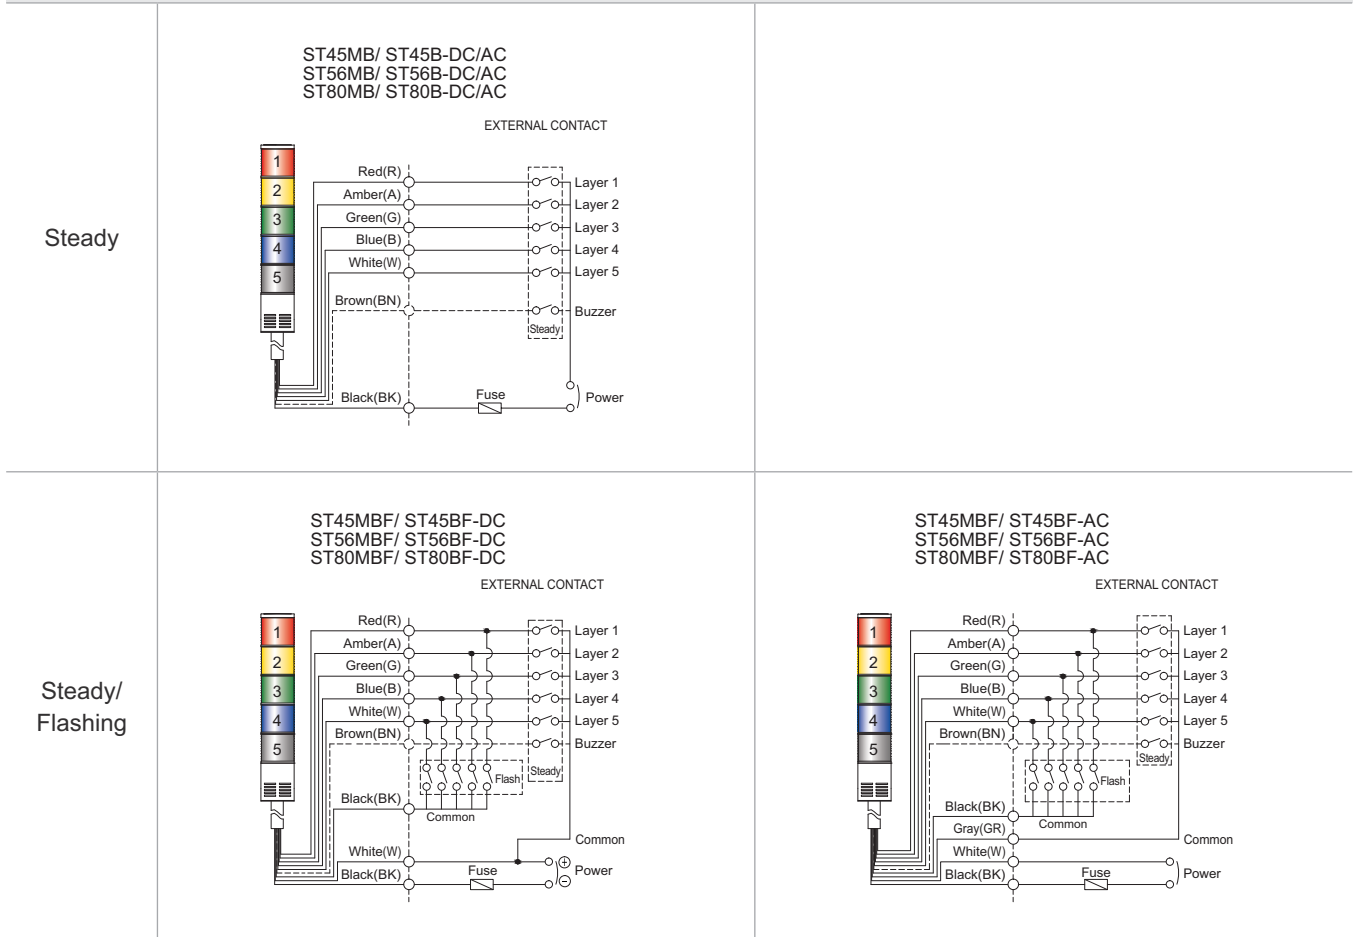 Steady
ST45MB/ ST45B-DC/AC
ST56MB/ ST56B-DC/AC
ST80MB/ ST80B-DC/AC
EXTERNAL CONTACT
1
2
3
4
5
Red(R)
Amber(A)
Green(G)
Blue(B)
White(W)
Brown(BN)
Black(BK)
Layer 1
Layer 2
Layer 3
Layer 4
Layer 5
Buzzer
Steady
Fuse
Power
Steady/
Flashing
ST45MBF/ ST45BF-DC
ST56MBF/ ST56BF-DC
ST80MBF/ ST80BF-DC
EXTERNAL CONTACT
1
2
3
4
5
Red(R)
Amber(A)
Green(G)
Blue(B)
White(W)
Brown(BN)
Black(BK)
White(W)
Black(BK)
Layer 1
Layer 2
Layer 3
Layer 4
Layer 5
Buzzer
Steady
Flash
Common
Common
+
−
Fuse
Power
ST45MBF/ ST45BF-AC
ST56MBF/ ST56BF-AC
ST80MBF/ ST80BF-AC
EXTERNAL CONTACT
1
2
3
4
5
Red(R)
Amber(A)
Green(G)
Blue(B)
White(W)
Brown(BN)
Black(BK)
Gray(GR)
White(W)
Black(BK)
Layer 1
Layer 2
Layer 3
Layer 4
Layer 5
Buzzer
Steady
Flash
Common
Common
Fuse
Power